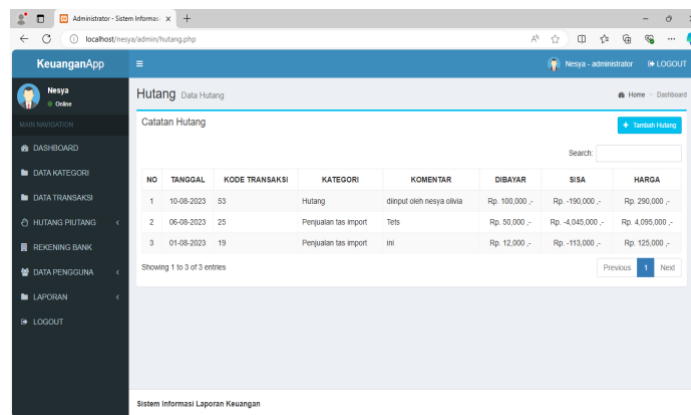 Administrator - Sistem Informas
localhost/nesya/admin/hutang.php
KeuanganApp
Nesya - administrator LOGOUT
Nesya
Online
Hutang Data Hutang
Home > Dashboard
MAIN NAVIGATION
DASHBOARD
DATA KATEGORI
DATA TRANSAKSI
HUTANG PIUTANG
REKENING BANK
DATA PENGGUNA
LAPORAN
LOGOUT
Catatan Hutang
+ Tambah Hutang
Search:
NO TANGGAL KODE TRANSAKSI KATEGORI KOMENTAR DIBAYAR SISA HARGA
1 10-08-2023 53 Hutang diinput oleh nesya olivia Rp. 100,000 ,- Rp. -190,000 ,- Rp. 290,000 ,-
2 06-08-2023 25 Penjualan tas import Tets Rp. 50,000 ,- Rp. -4,045,000 ,- Rp. 4,095,000 ,-
3 01-08-2023 19 Penjualan tas import ini Rp. 12,000 ,- Rp. -113,000 ,- Rp. 125,000 ,-
Showing 1 to 3 of 3 entries
Previous 1 Next
Sistem Informasi Laporan Keuangan